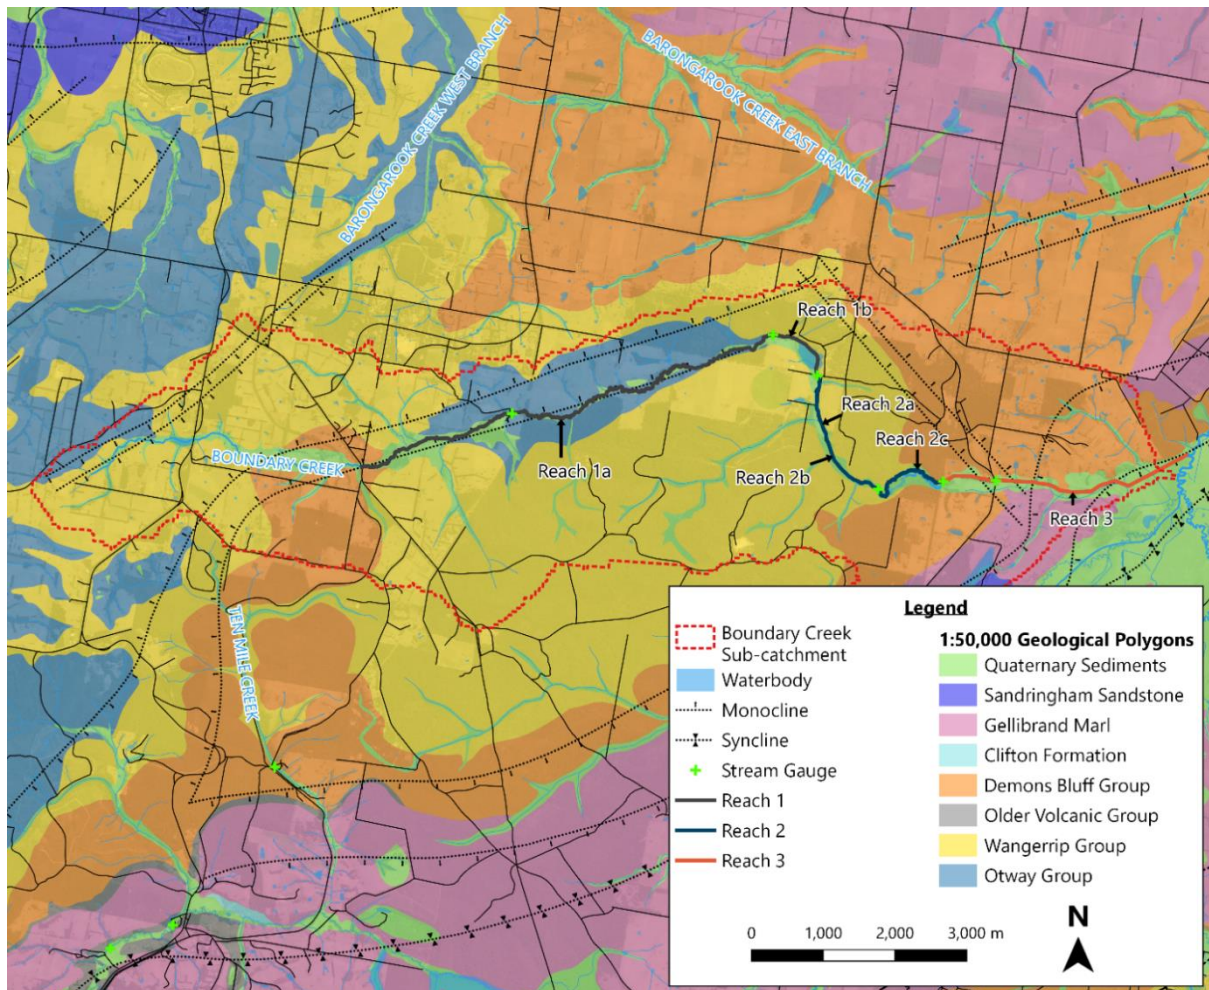 BARONGAROOK CREEK WEST BRANCH
BARONGAROOK CREEK EAST BRANCH
Reach 1b
Reach 2a
Reach 2c
BOUNDARY CREEK
Reach 1a
Reach 2b
Reach 3
TEN MILE CREEK
Legend
Boundary Creek
Sub-catchment
Waterbody
Monocline
Syncline
Stream Gauge
Reach 1
Reach 2
Reach 3
1:50,000 Geological Polygons
Quaternary Sediments
Sandringham Sandstone
Gellibrand Marl
Clifton Formation
Demons Bluff Group
Older Volcanic Group
Wangerrip Group
Otway Group
0 1,000 2,000 3,000 m
N